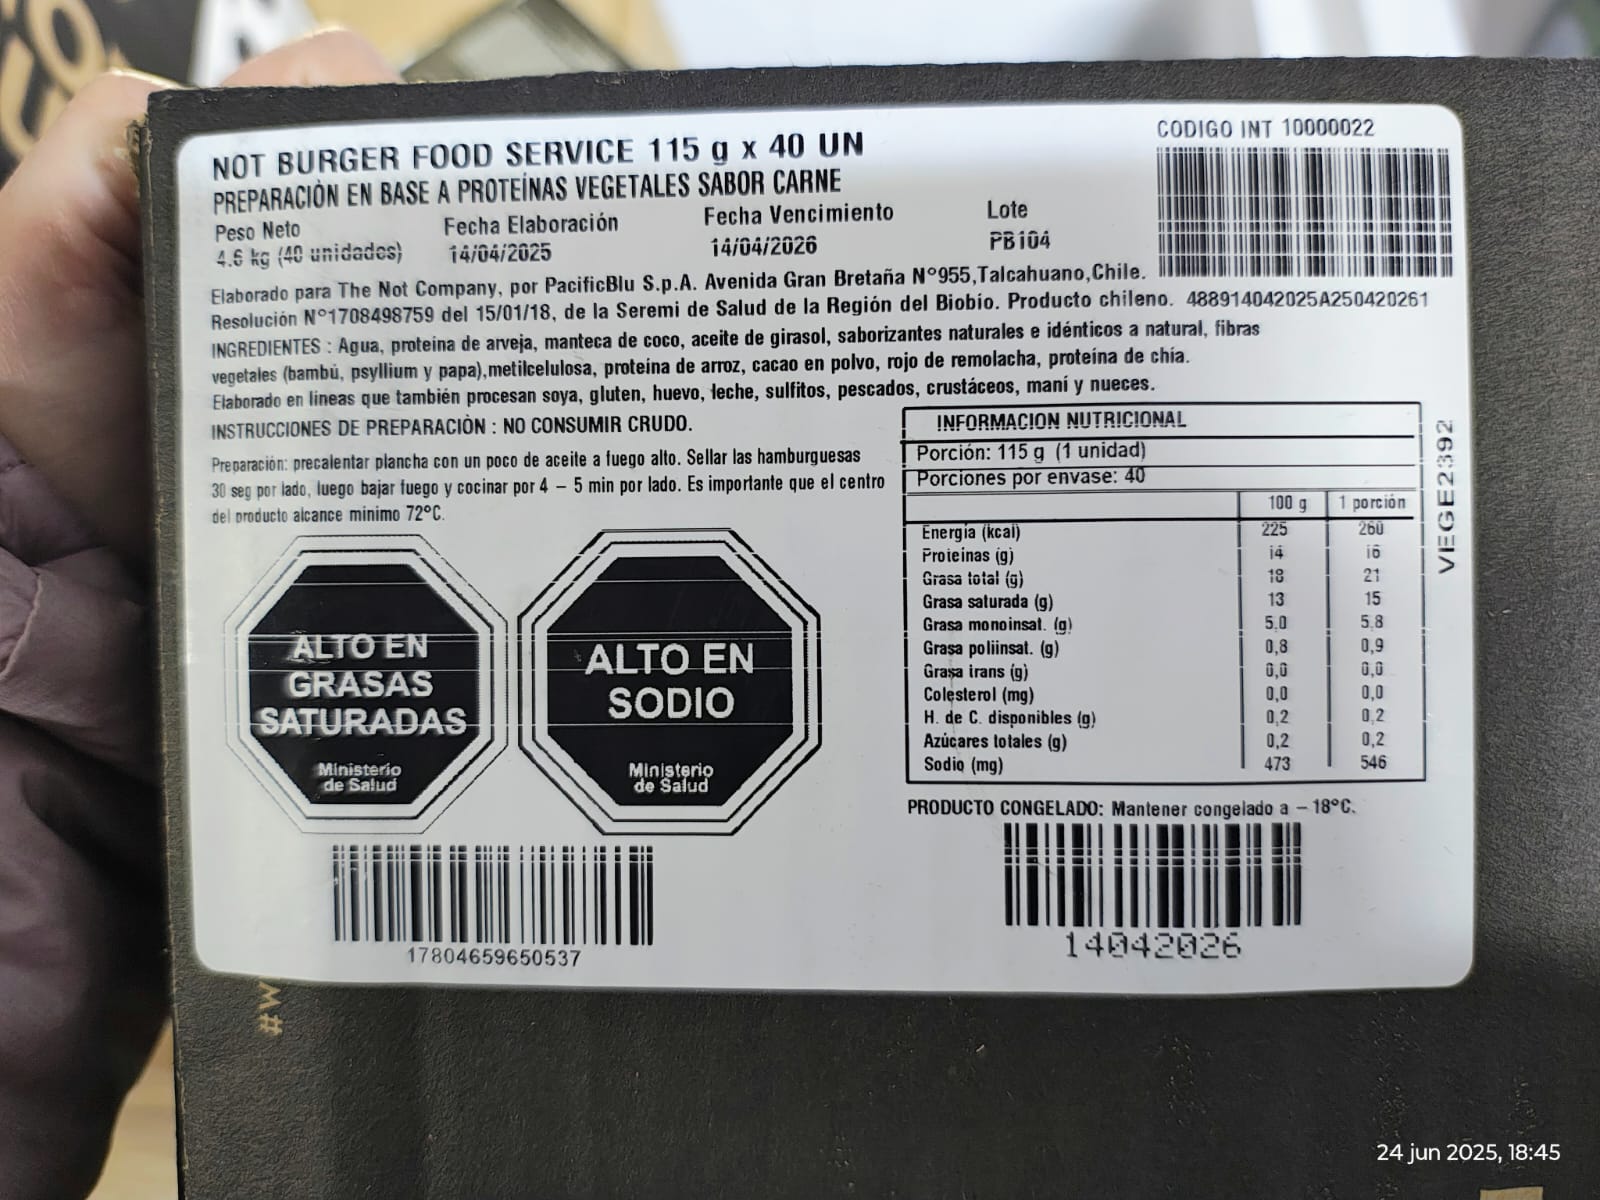 NOT BURGER FOOD SERVICE 115 g x 40 UN
PREPARACIÒN EN BASE A PROTEÍNAS VEGETALES SABOR CARNE
Peso Neto Fecha Elaboración Fecha Vencimiento Lote
4.6 kg (40 unidades) 14/04/2025 14/04/2026 PB104
CODIGO INT 10000022
Elaborado para The Not Company, por PacificBlu S.p.A. Avenida Gran Bretaña N°955,Talcahuano,Chile.
Resolución N°1708498759 del 15/01/18, de la Seremi de Salud de la Región del Biobío. Producto chileno. 488914042025A250420261
INGREDIENTES : Agua, proteina de arveja, manteca de coco, aceite de girasol, saborizantes naturales e idénticos a natural, fibras
vegetales (bambú, psyllium y papa),metilcelulosa, proteína de arroz, cacao en polvo, rojo de remolacha, proteína de chía.
Elaborado en líneas que también procesan soya, gluten, huevo, leche, sulfitos, pescados, crustáceos, maní y nueces.
INSTRUCCIONES DE PREPARACIÒN : NO CONSUMIR CRUDO.
Preparación: precalentar plancha con un poco de aceite a fuego alto. Sellar las hamburguesas
30 seg por lado, luego bajar fuego y cocinar por 4 – 5 min por lado. Es importante que el centro
del producto alcance mínimo 72°C.
ALTO EN
GRASAS
SATURADAS
Ministerio
de Salud
ALTO EN
SODIO
Ministerio
de Salud
17804659650537
INFORMACION NUTRICIONAL
Porción: 115 g (1 unidad)
Porciones por envase: 40
100 g 1 porción
Energía (kcal) 225 260
Proteínas (g) 14 16
Grasa total (g) 18 21
Grasa saturada (g) 13 15
Grasa monoinsat. (g) 5,0 5,8
Grasa poliinsat. (g) 0,8 0,9
Grasa trans (g) 0,0 0,0
Colesterol (mg) 0,0 0,0
H. de C. disponibles (g) 0,2 0,2
Azúcares totales (g) 0,2 0,2
Sodio (mg) 473 546
VEGE2392
PRODUCTO CONGELADO: Mantener congelado a – 18°C.
14042026
#W
24 jun 2025, 18:45